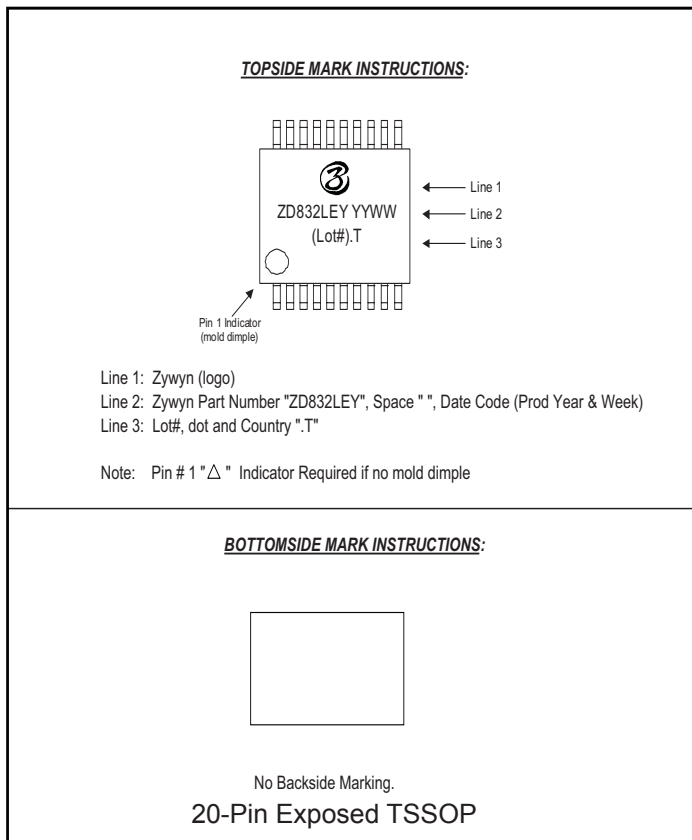 TOPSIDE MARK INSTRUCTIONS:
ZD832LEY YYWW
(Lot#).T
Line 1
Line 2
Line 3
Pin 1 Indicator
(mold dimple)
Line 1: Zywyn (logo)
Line 2: Zywyn Part Number "ZD832LEY", Space " ", Date Code (Prod Year & Week)
Line 3: Lot#, dot and Country ".T"
Note: Pin # 1 "△ " Indicator Required if no mold dimple
BOTTOMSIDE MARK INSTRUCTIONS:
No Backside Marking.
20-Pin Exposed TSSOP